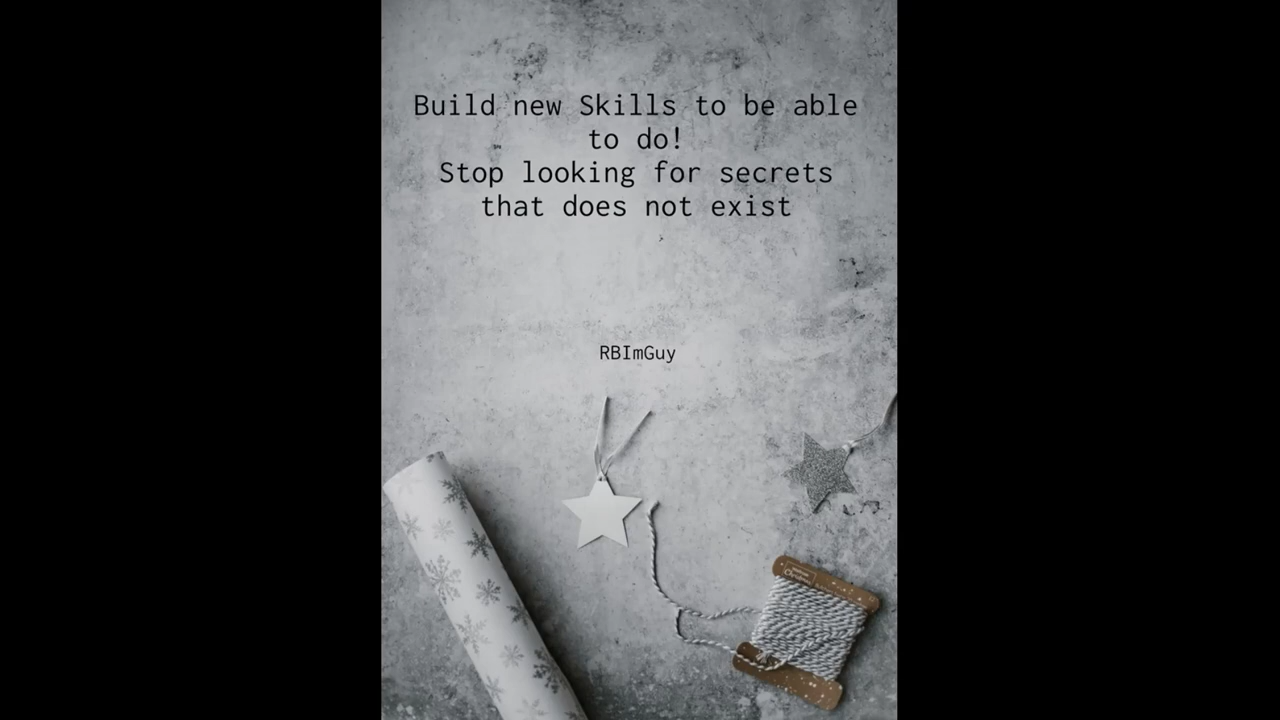 Build new Skills to be able
to do!
Stop looking for secrets
that does not exist
RBImGuy